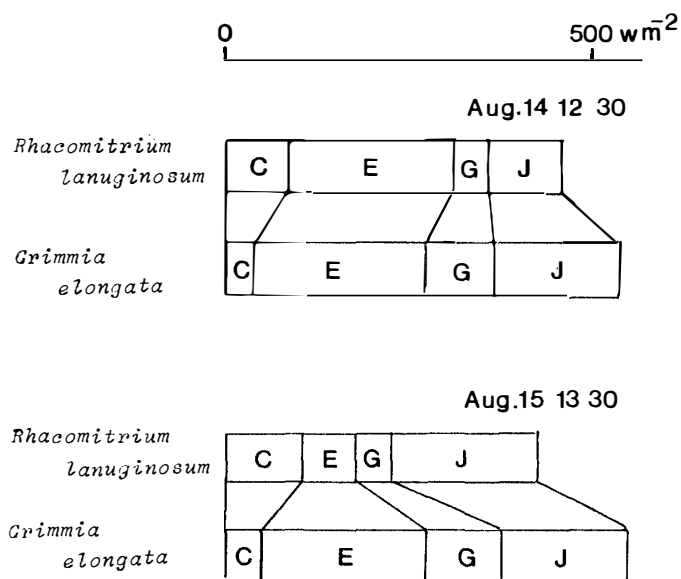 0 500 wm⁻²
Aug.14 12 30
Rhacomitrium
lanuginosum
C E G J
Grimmia
elongata
C E G J
Aug.15 13 30
Rhacomitrium
lanuginosum
C E G J
Grimmia
elongata
C E G J